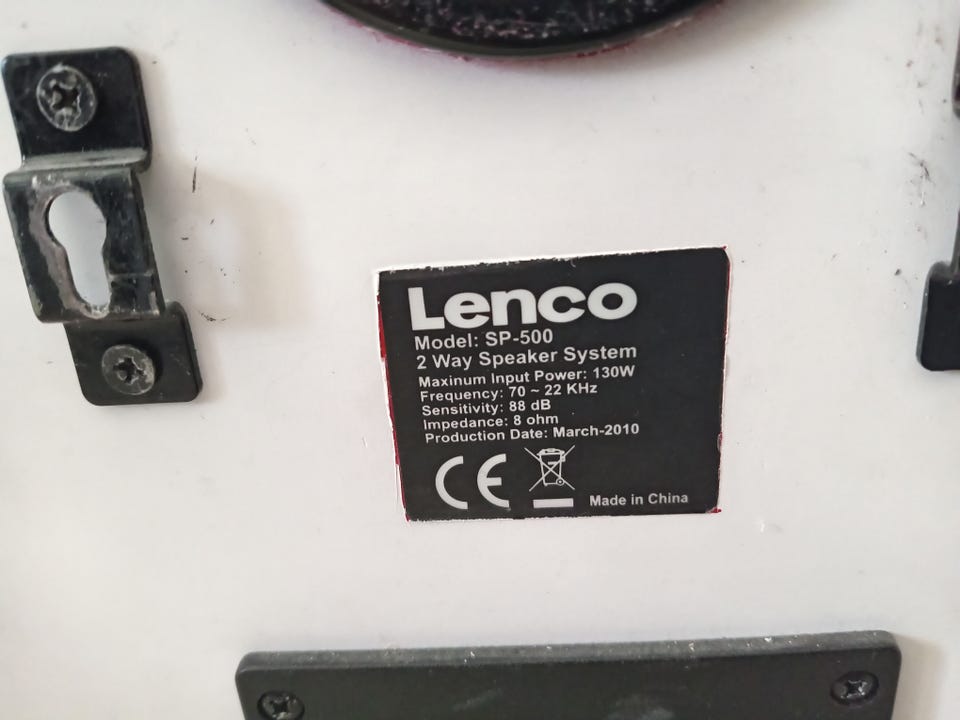 Lenco
Model: SP-500
2 Way Speaker System
Maxinum Input Power: 130W
Frequency: 70 ~ 22 KHz
Sensitivity: 88 dB
Impedance: 8 ohm
Production Date: March-2010
CE
Made in China